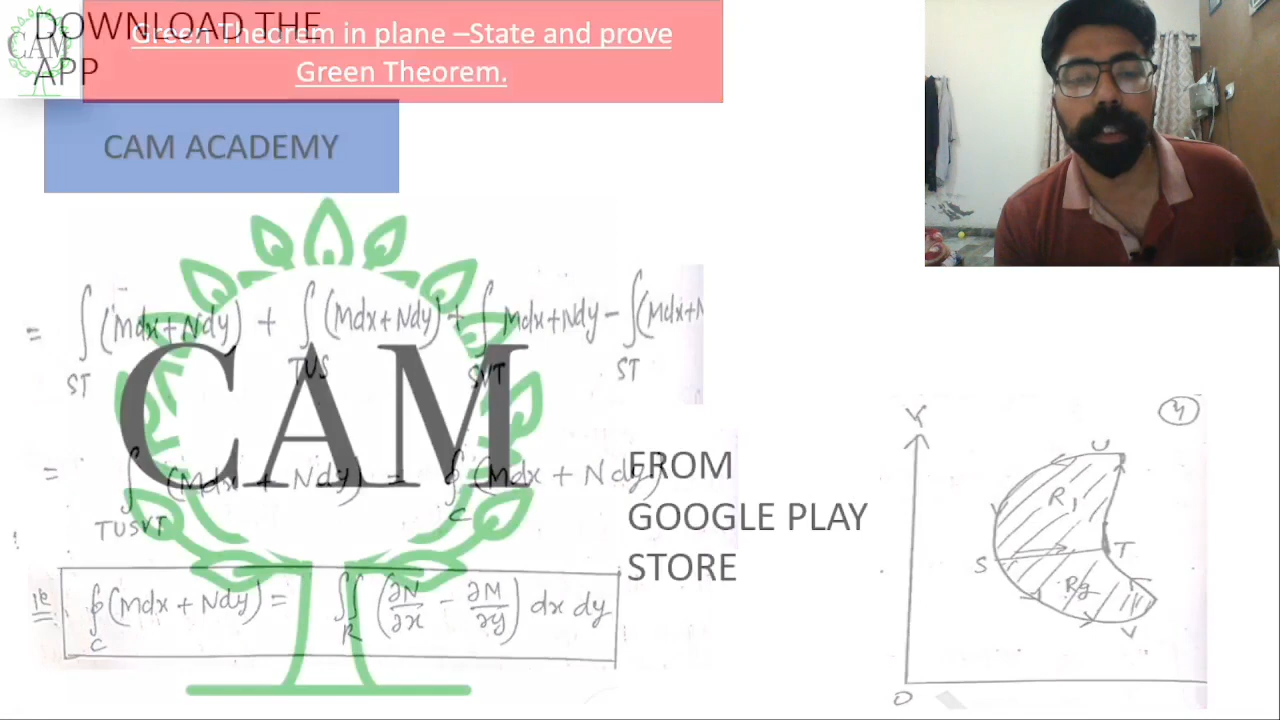 DOWNLOAD THE
APP
CAM
Green Theorem in plane –State and prove
Green Theorem.
CAM ACADEMY
= ∫ (Mdx+Ndy) + ∫ (Mdx+Ndy) + ∫ Mdx+Ndy - ∫ (Mdx+N
ST TUS SVT ST
CAM
= ∫ (Mdx + Ndy) = ∮ (Mdx + Ndy)
TUSVT C
ie ∮ (Mdx + Ndy) = ∬ (∂N/∂x - ∂M/∂y) dx dy
C R
FROM
GOOGLE PLAY
STORE
Y
U
R1
S
T
R2
V
O